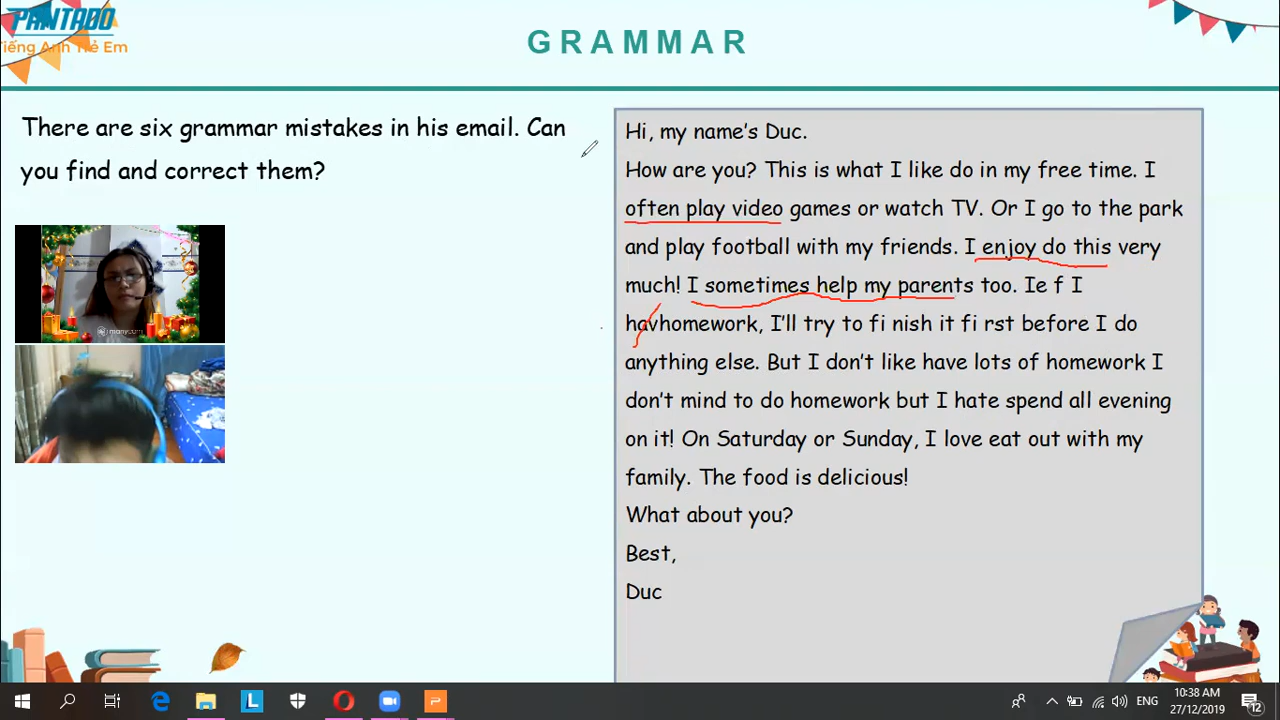 PANTADO
Tiếng Anh Trẻ Em
GRAMMAR
There are six grammar mistakes in his email. Can
you find and correct them?
Hi, my name's Duc.
How are you? This is what I like do in my free time. I
often play video games or watch TV. Or I go to the park
and play football with my friends. I enjoy do this very
much! I sometimes help my parents too. Ie f I
havhomework, I'll try to fi nish it fi rst before I do
anything else. But I don't like have lots of homework I
don't mind to do homework but I hate spend all evening
on it! On Saturday or Sunday, I love eat out with my
family. The food is delicious!
What about you?
Best,
Duc
manycam
ENG
10:38 AM
27/12/2019
12